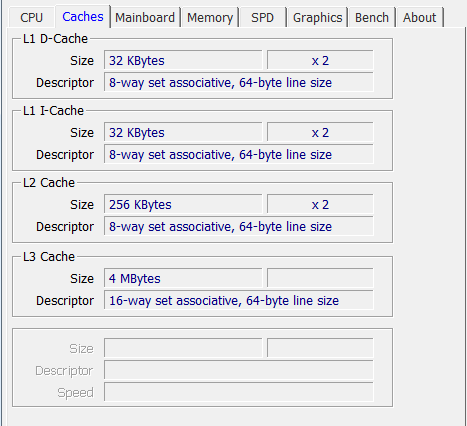 CPU Caches Mainboard Memory SPD Graphics Bench About
L1 D-Cache
Size 32 KBytes x 2
Descriptor 8-way set associative, 64-byte line size
L1 I-Cache
Size 32 KBytes x 2
Descriptor 8-way set associative, 64-byte line size
L2 Cache
Size 256 KBytes x 2
Descriptor 8-way set associative, 64-byte line size
L3 Cache
Size 4 MBytes
Descriptor 16-way set associative, 64-byte line size
Size
Descriptor
Speed